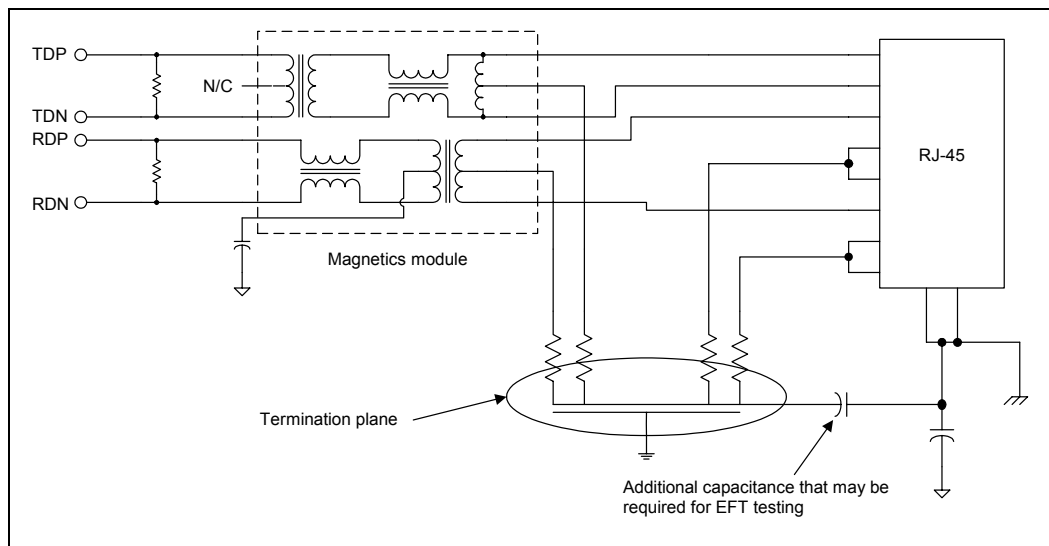 TDP
N/C
TDN
RDP
RJ-45
RDN
Magnetics module
Termination plane
Additional capacitance that may be
required for EFT testing